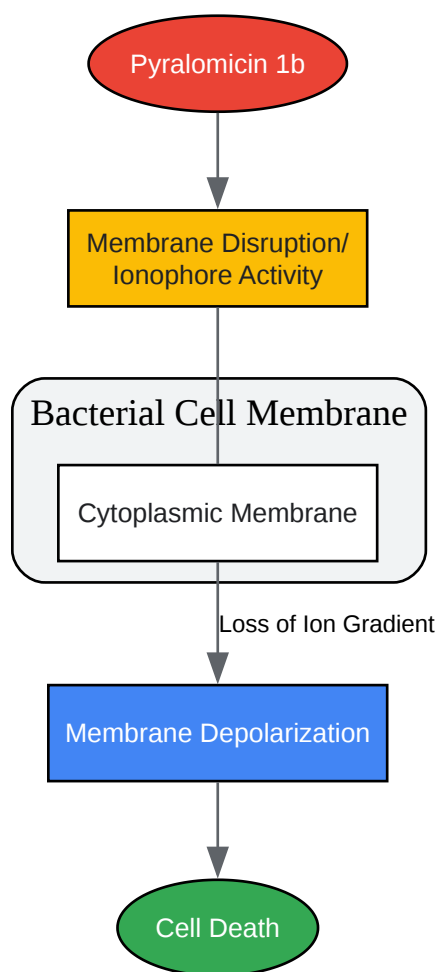 Pyralomicin 1b
Membrane Disruption/
Ionophore Activity
Bacterial Cell Membrane
Cytoplasmic Membrane
Loss of Ion Gradient
Membrane Depolarization
Cell Death